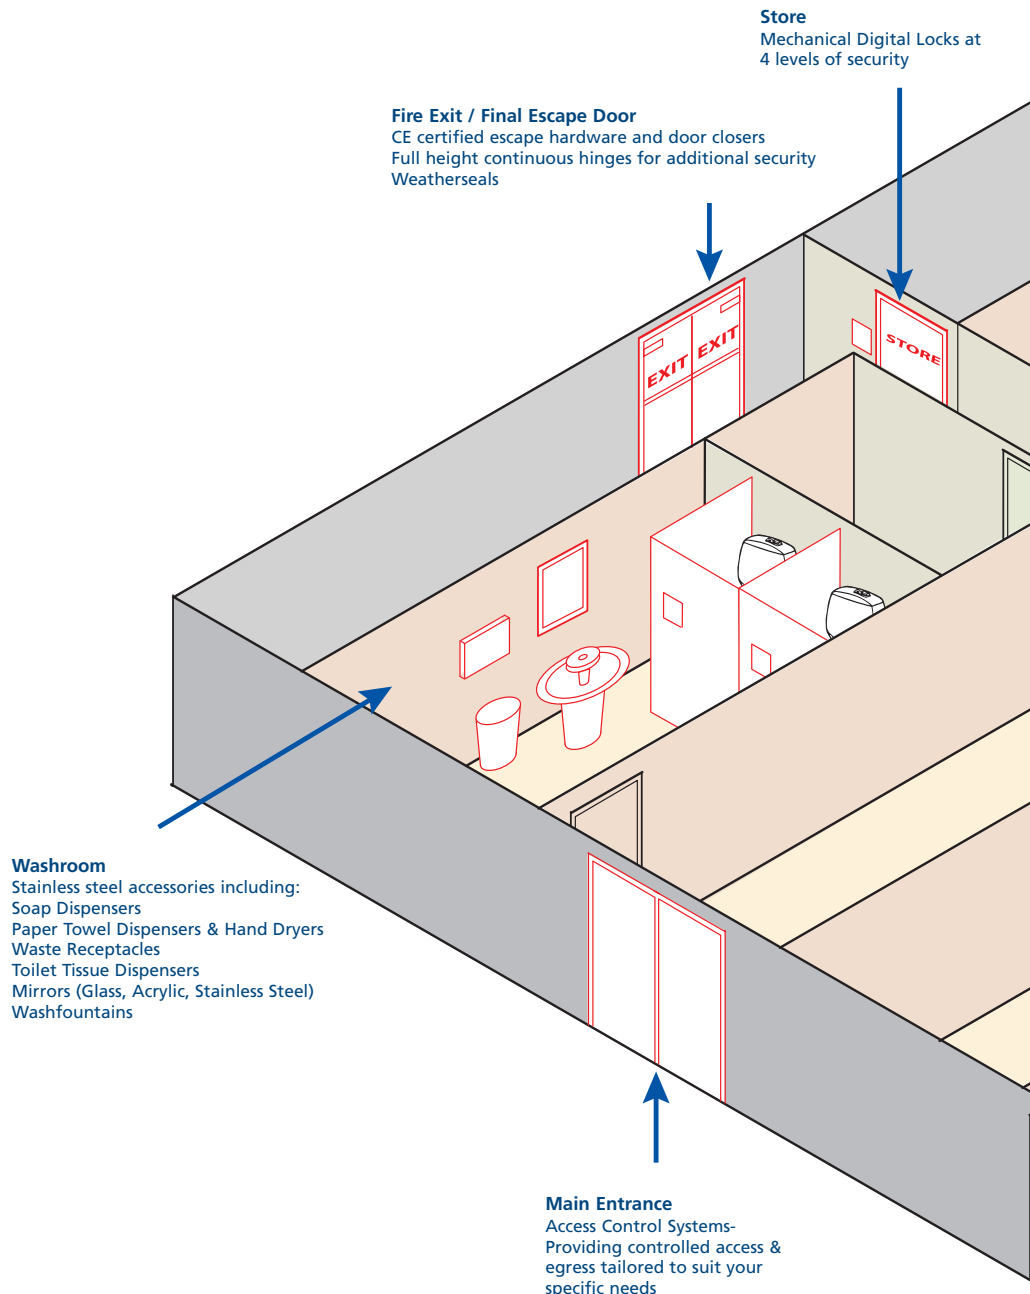 Store
Mechanical Digital Locks at
4 levels of security
Fire Exit / Final Escape Door
CE certified escape hardware and door closers
Full height continuous hinges for additional security
Weatherseals
EXIT EXIT
STORE
Washroom
Stainless steel accessories including:
Soap Dispensers
Paper Towel Dispensers & Hand Dryers
Waste Receptacles
Toilet Tissue Dispensers
Mirrors (Glass, Acrylic, Stainless Steel)
Washfountains
Main Entrance
Access Control Systems-
Providing controlled access &
egress tailored to suit your
specific needs